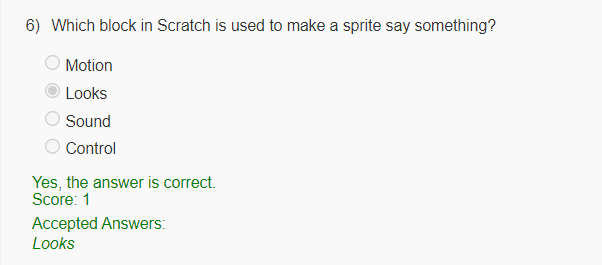 6) Which block in Scratch is used to make a sprite say something?
Motion
Looks
Sound
Control
Yes, the answer is correct.
Score: 1
Accepted Answers:
Looks